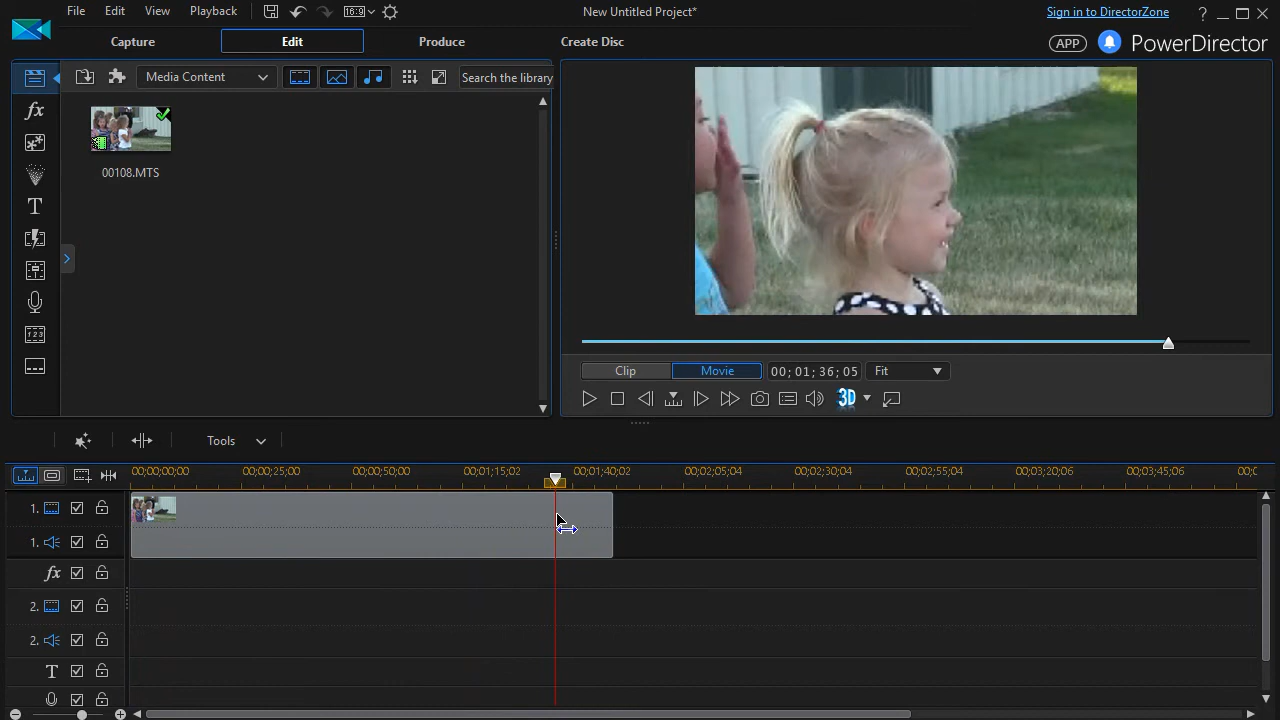 File Edit View Playback 16:9 New Untitled Project* Sign in to DirectorZone ?
Capture Edit Produce Create Disc APP PowerDirector
Media Content Search the library
fx
00108.MTS
T
Clip Movie 00; 01; 36; 05 Fit
3D
Tools
00;00;00;00 00;00;25;00 00;00;50;00 00;01;15;02 00;01;40;02 00;02;05;04 00;02;30;04 00;02;55;04 00;03;20;06 00;03;45;06
1.
1.
fx
2.
2.
T